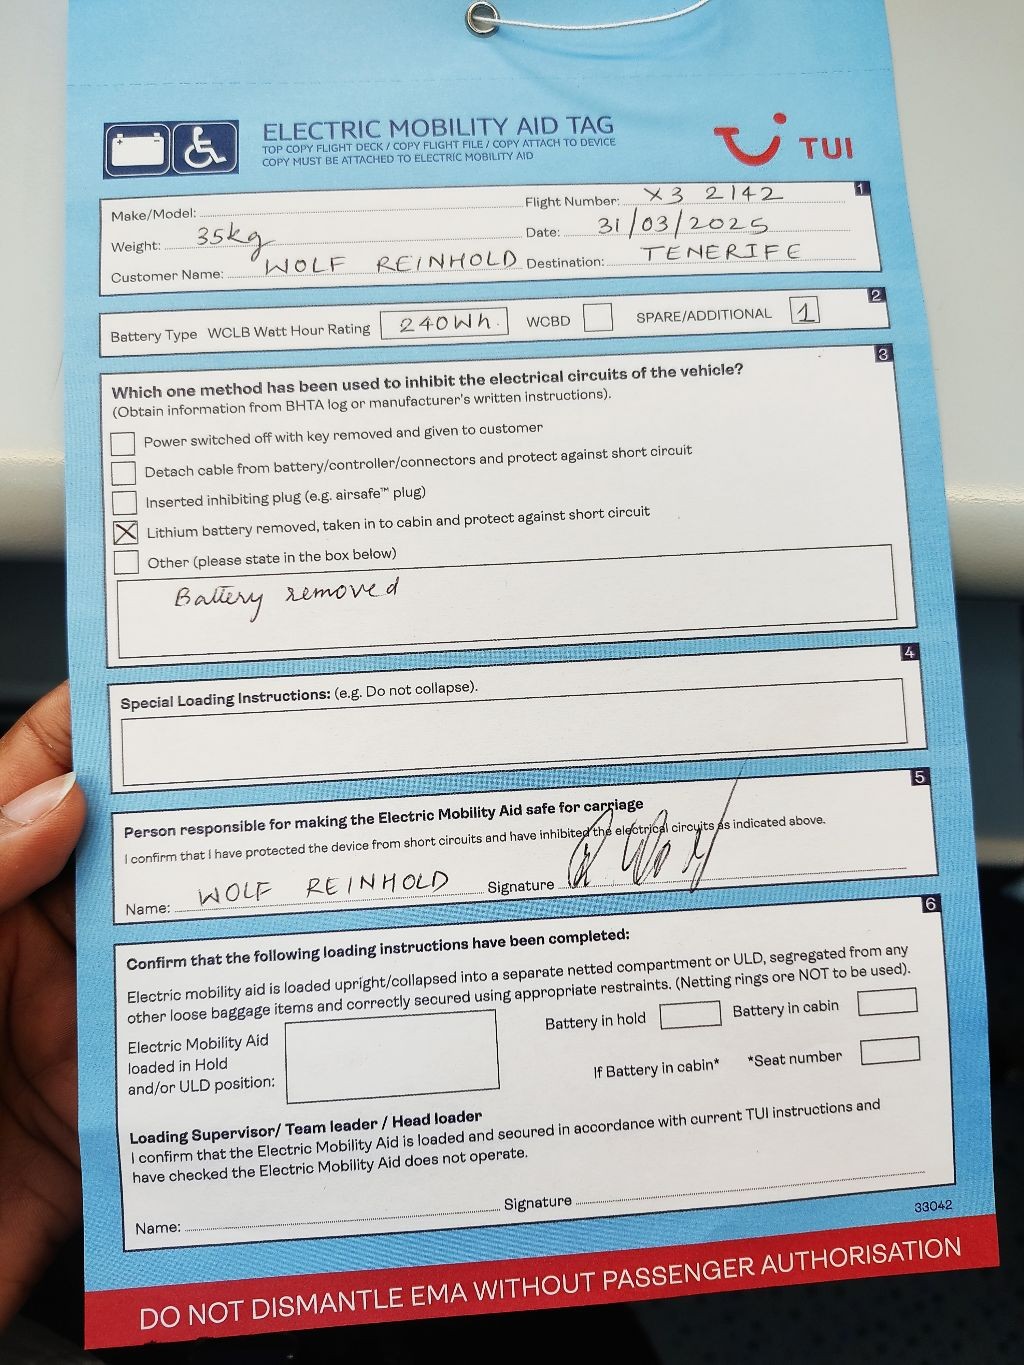 ELECTRIC MOBILITY AID TAG
TOP COPY FLIGHT DECK / COPY FLIGHT FILE / COPY ATTACH TO DEVICE
COPY MUST BE ATTACHED TO ELECTRIC MOBILITY AID
TUI
1
Make/Model:
Flight Number: X3 2142
Weight: 35kg
Date: 31/03/2025
Customer Name: WOLF REINHOLD
Destination: TENERIFE
2
Battery Type WCLB Watt Hour Rating 240Wh. WCBD SPARE/ADDITIONAL 1
3
Which one method has been used to inhibit the electrical circuits of the vehicle?
(Obtain information from BHTA log or manufacturer's written instructions).
Power switched off with key removed and given to customer
Detach cable from battery/controller/connectors and protect against short circuit
Inserted inhibiting plug (e.g. airsafe™ plug)
Lithium battery removed, taken in to cabin and protect against short circuit
Other (please state in the box below)
Battery removed
4
Special Loading Instructions: (e.g. Do not collapse).
5
Person responsible for making the Electric Mobility Aid safe for carriage
I confirm that I have protected the device from short circuits and have inhibited the electrical circuits as indicated above.
Name: WOLF REINHOLD Signature
6
Confirm that the following loading instructions have been completed:
Electric mobility aid is loaded upright/collapsed into a separate netted compartment or ULD, segregated from any
other loose baggage items and correctly secured using appropriate restraints. (Netting rings are NOT to be used).
Electric Mobility Aid
loaded in Hold
and/or ULD position:
Battery in hold
Battery in cabin
If Battery in cabin* *Seat number
Loading Supervisor/ Team leader / Head loader
I confirm that the Electric Mobility Aid is loaded and secured in accordance with current TUI instructions and
have checked the Electric Mobility Aid does not operate.
Name: Signature
33042
DO NOT DISMANTLE EMA WITHOUT PASSENGER AUTHORISATION